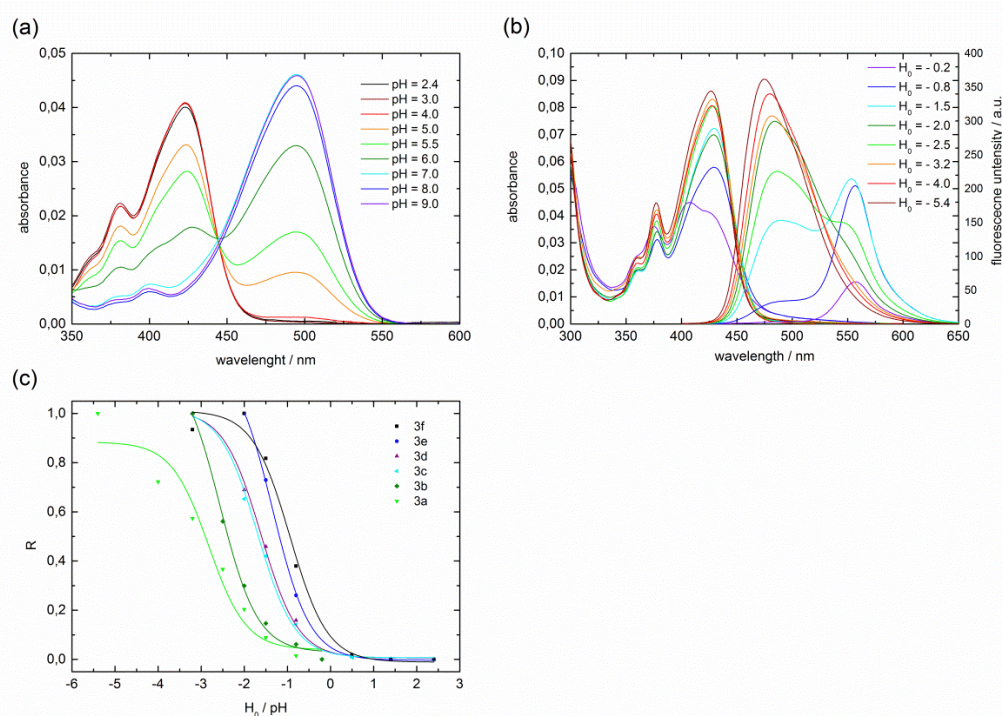 (a)
0,05
0,04
0,03
0,02
0,01
0,00
absorbance
350 400 450 500 550 600
wavelenght / nm
pH = 2.4
pH = 3.0
pH = 4.0
pH = 5.0
pH = 5.5
pH = 6.0
pH = 7.0
pH = 8.0
pH = 9.0
(b)
0,10
0,09
0,08
0,07
0,06
0,05
0,04
0,03
0,02
0,01
0,00
absorbance
300 350 400 450 500 550 600 650
wavelength / nm
400
350
300
250
200
150
100
50
0
fluorescne untensity / a.u.
H0 = - 0.2
H0 = - 0.8
H0 = - 1.5
H0 = - 2.0
H0 = - 2.5
H0 = - 3.2
H0 = - 4.0
H0 = - 5.4
(c)
1,0
0,8
0,6
0,4
0,2
0,0
R
-6 -5 -4 -3 -2 -1 0 1 2 3
H0 / pH
3f
3e
3d
3c
3b
3a